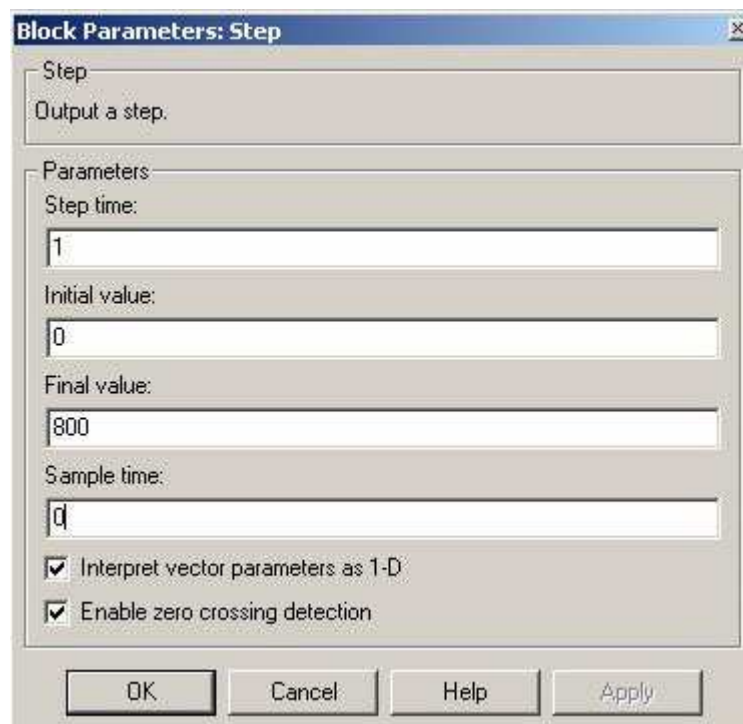 Block Parameters: Step
Step
Output a step.
Parameters
Step time:
1
Initial value:
0
Final value:
800
Sample time:
0
Interpret vector parameters as 1-D
Enable zero crossing detection
OK Cancel Help Apply